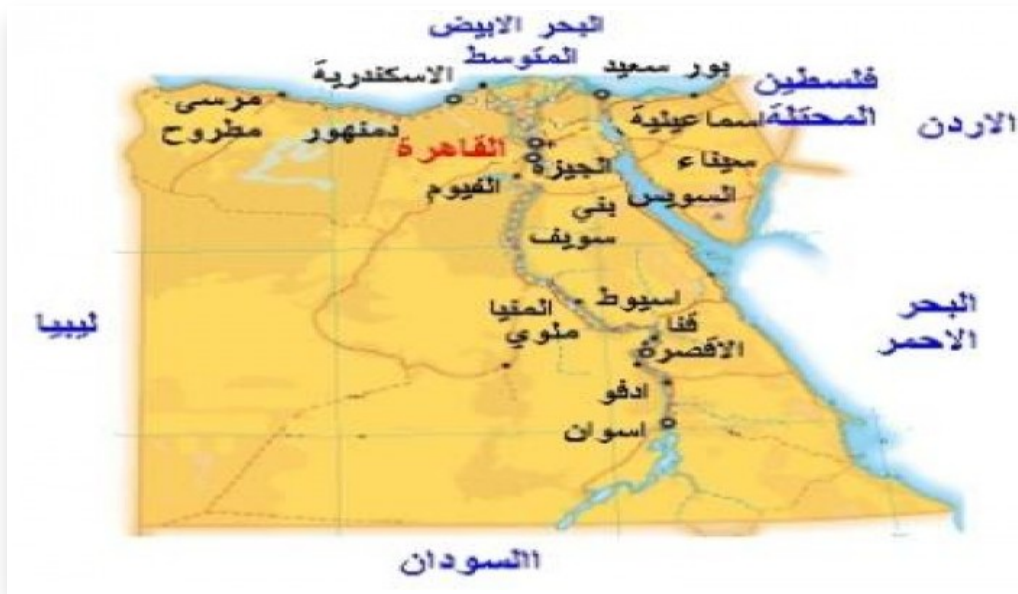 البحر الابيض
المتوسط
الاسكندرية
بور سعيد
فلسطين
المحتلة
الاردن
مرسى
مطروح
دمنهور
اسماعيلية
القاهرة
الجيزة
سيناء
الفيوم
السويس
بني
سويف
ليبيا
المنيا
ملوي
اسيوط
قنا
الاقصر
البحر
الاحمر
ادفو
اسوان
االسودان